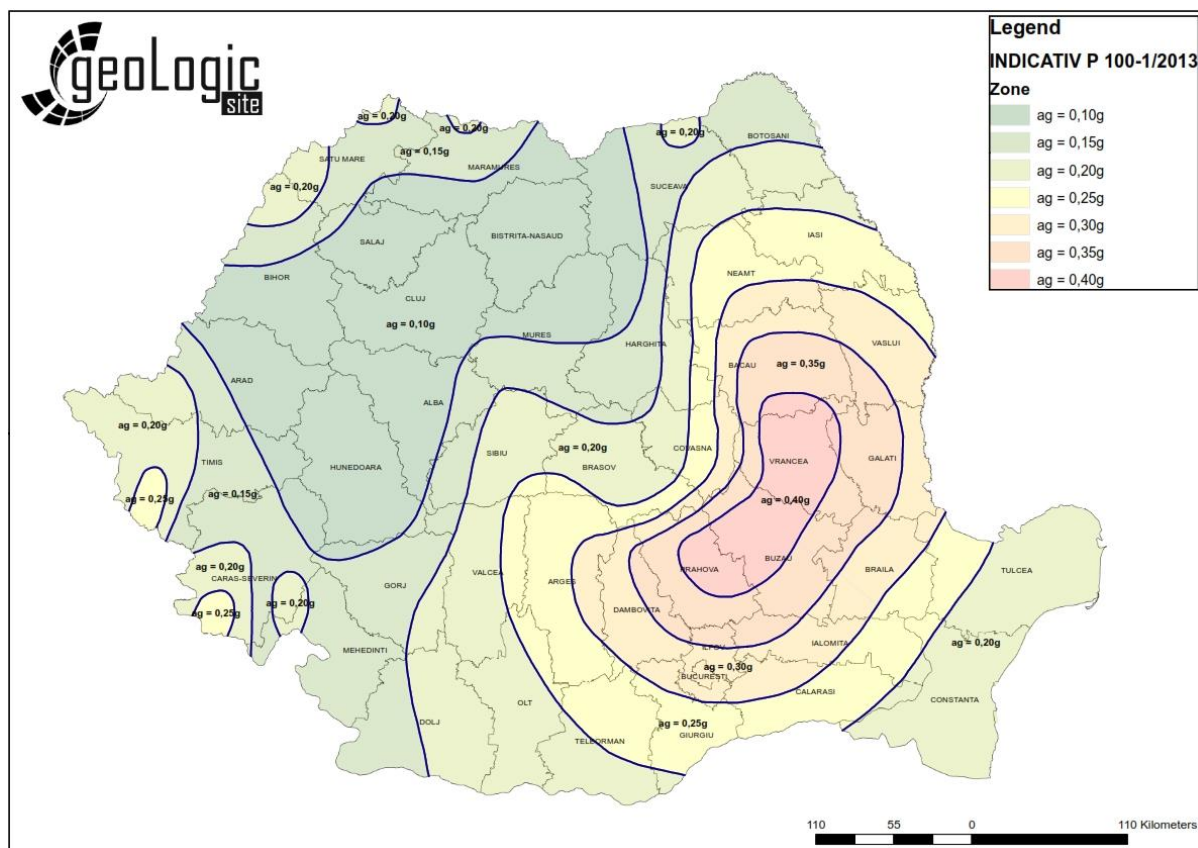 geoLogic
site
Legend
INDICATIV P 100-1/2013
Zone
ag = 0,10g
ag = 0,15g
ag = 0,20g
ag = 0,25g
ag = 0,30g
ag = 0,35g
ag = 0,40g
ag = 0,20g
ag = 0,20g
ag = 0,20g
BOTOSANI
ag = 0,15g
SATU MARE
MARAMURES
ag = 0,20g
SUCEAVA
IASI
BISTRITA-NASAUD
SALAJ
NEAMT
BIHOR
CLUJ
ag = 0,10g
MURES
HARGHITA
VASLUI
BACAU
ag = 0,35g
ARAD
ALBA
ag = 0,20g
ag = 0,20g
COVASNA
SIBIU
BRASOV
TIMIS
HUNEDOARA
VRANCEA
GALATI
ag = 0,25g
ag = 0,15g
ag = 0,40g
ag = 0,20g
CARAS-SEVERIN
GORJ
VALCEA
ARGES
PRAHOVA
BUZAU
BRAILA
TULCEA
ag = 0,20g
ag = 0,25g
DAMBOVITA
MEHEDINTI
ILFOV
IALOMITA
ag = 0,20g
ag = 0,30g
BUCURESTI
CALARASI
CONSTANTA
OLT
DOLJ
ag = 0,25g
GIURGIU
TELEORMAN
110 55 0 110 Kilometers